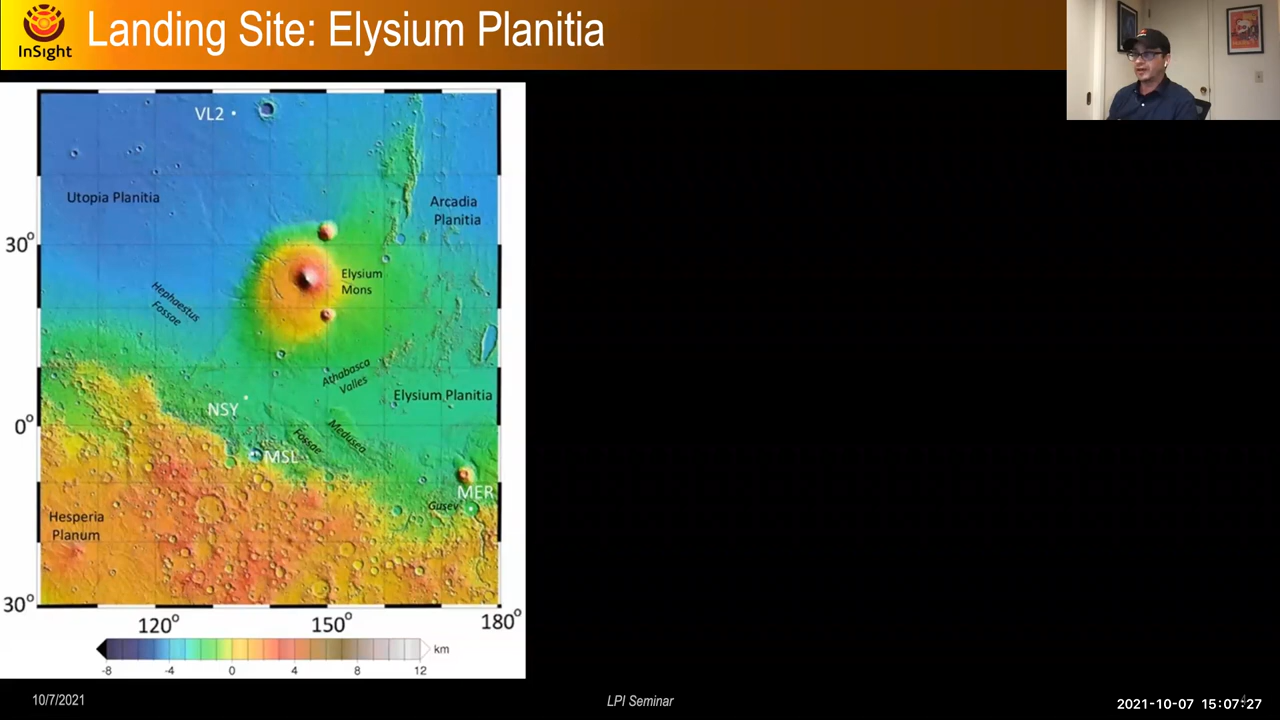 InSight
Landing Site: Elysium Planitia
VL2
Utopia Planitia
Arcadia
Planitia
30°
Elysium
Mons
Hephaestus
Fossae
Athabasca
Valles
Elysium Planitia
NSY
0°
Medusea
Fossae
MSL
MER
Gusev
Hesperia
Planum
30°
120°
150°
180°
km
-8
-4
0
4
8
12
10/7/2021
LPI Seminar
2021-10-07 15:07:27